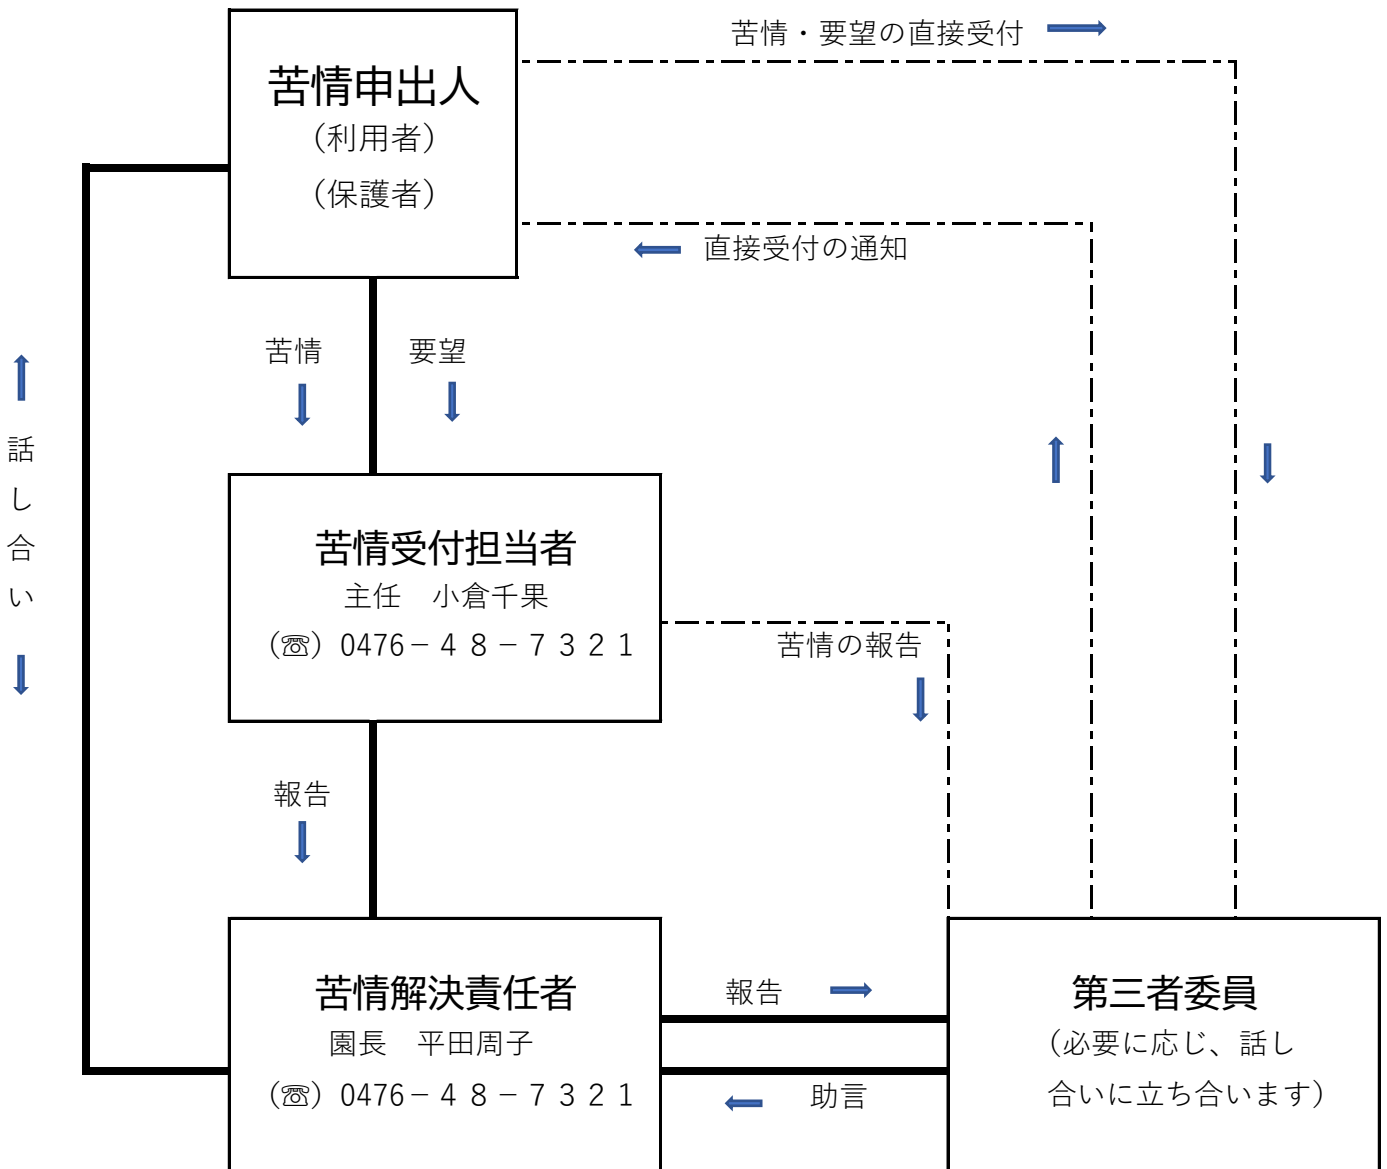 苦情・要望の直接受付
苦情申出人
（利用者）
（保護者）
直接受付の通知
苦情
要望
話し合い
苦情受付担当者
主任　小倉千果
（☏）0476－４８－７３２１
苦情の報告
報告
苦情解決責任者
園長　平田周子
（☏）0476－４８－７３２１
報告
助言
第三者委員
（必要に応じ、話し
合いに立ち合います）